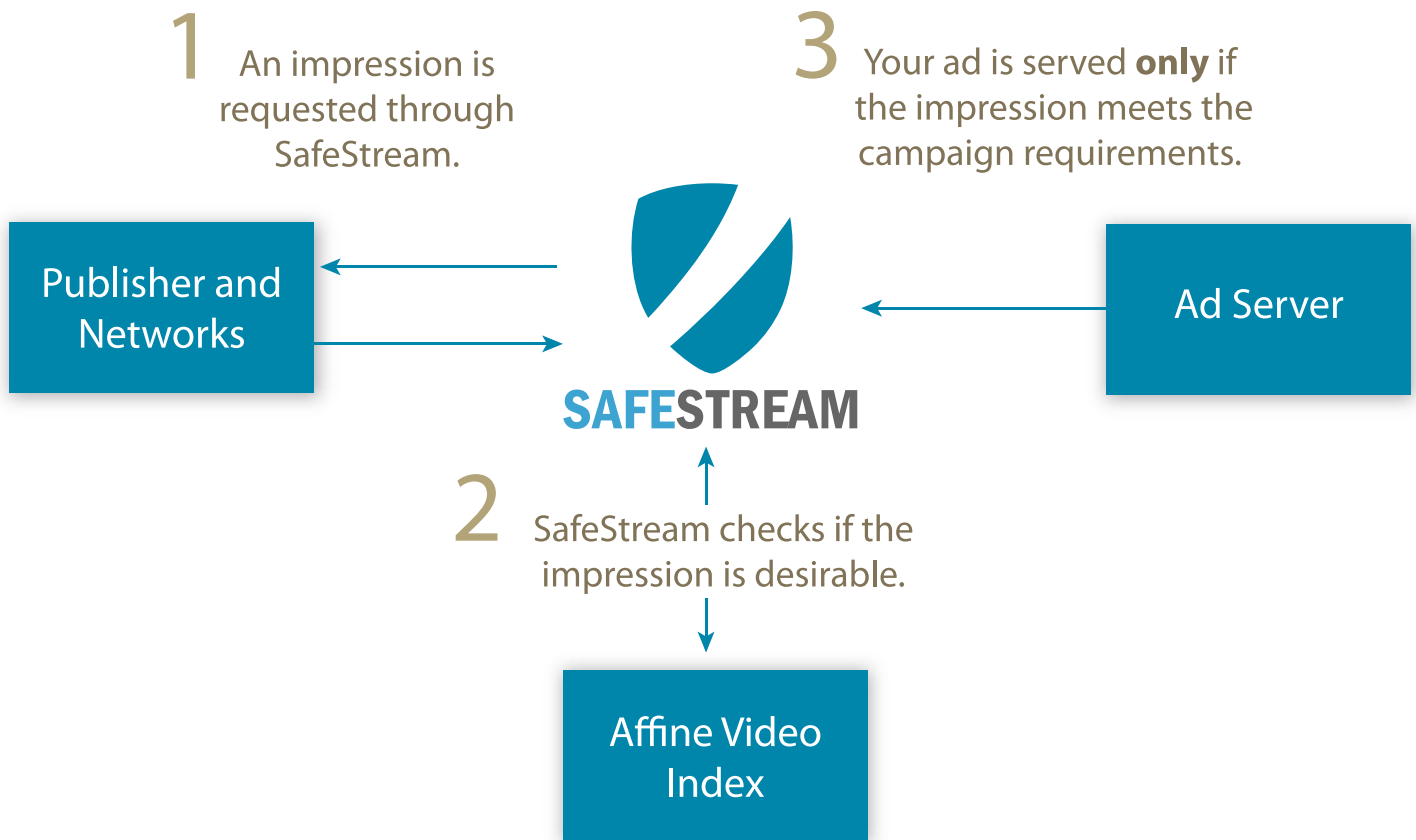 1
An impression is
requested through
SafeStream.
3
Your ad is served only if
the impression meets the
campaign requirements.
Publisher and
Networks
SAFESTREAM
Ad Server
2
SafeStream checks if the
impression is desirable.
Affine Video
Index